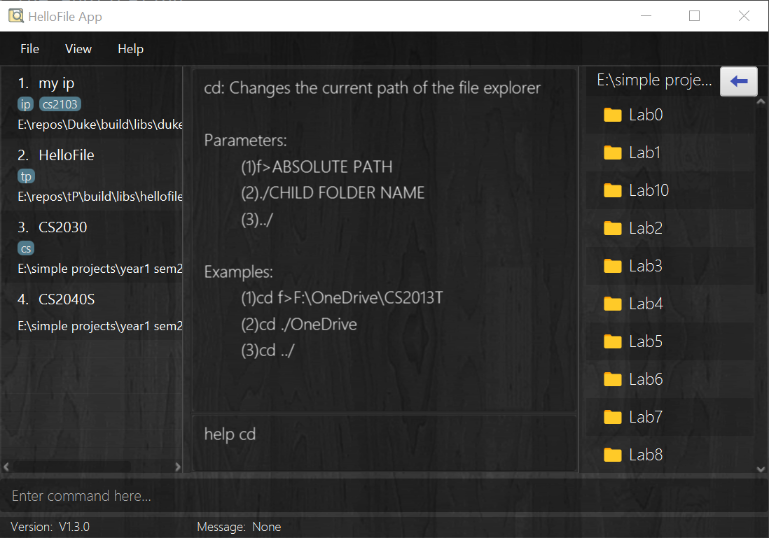 HelloFile App
File View Help
1. my ip
ip cs2103
E:\repos\Duke\build\libs\duke
2. HelloFile
tp
E:\repos\tP\build\libs\hellofile
3. CS2030
cs
E:\simple projects\year1 sem2
4. CS2040S
E:\simple projects\year1 sem2
cd: Changes the current path of the file explorer
Parameters:
(1)f>ABSOLUTE PATH
(2)./CHILD FOLDER NAME
(3)../
Examples:
(1)cd f>F:\OneDrive\CS2013T
(2)cd ./OneDrive
(3)cd ../
help cd
E:\simple proje...
Lab0
Lab1
Lab10
Lab2
Lab3
Lab4
Lab5
Lab6
Lab7
Lab8
Enter command here...
Version: V1.3.0 Message: None